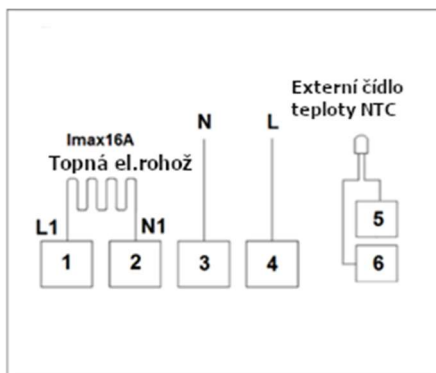 Externí čídlo
teploty NTC
N
L
Imax16A
Topná el.rohož
L1
N1
1
2
3
4
5
6